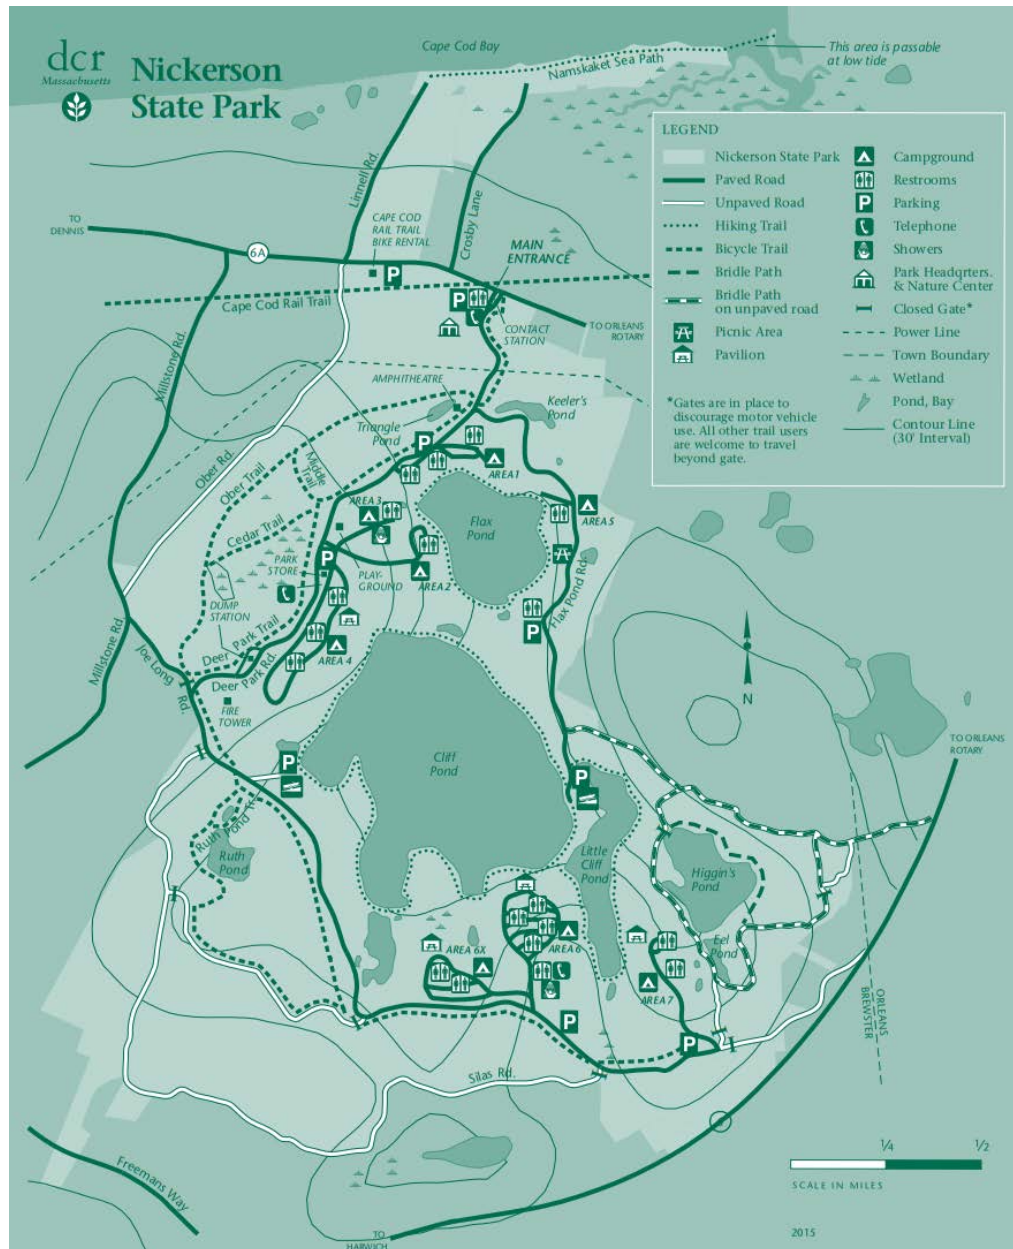 dcr
Massachusetts
Nickerson
State Park
Cape Cod Bay
Namskaket Sea Path
This area is passable
at low tide
LEGEND
Nickerson State Park
Paved Road
Unpaved Road
Hiking Trail
Bicycle Trail
Bridle Path
Bridle Path
on unpaved road
Picnic Area
Pavilion
Campground
Restrooms
P
Parking
Telephone
Showers
Park Headqrters.
& Nature Center
Closed Gate*
Power Line
Town Boundary
Wetland
Pond, Bay
Contour Line
(30' Interval)
*Gates are in place to
discourage motor vehicle
use. All other trail users
are welcome to travel
beyond gate.
Linnell Rd.
Crosby Lane
TO
DENNIS
6A
CAPE COD
RAIL TRAIL
BIKE RENTAL
P
MAIN
ENTRANCE
Cape Cod Rail Trail
P
CONTACT
STATION
TO ORLEANS
ROTARY
Millstone Rd.
AMPHITHEATRE
Triangle
Pond
Keeler's
Pond
P
AREA 1
Ober Rd.
Ober Trail
Middle
Trail
AREA 3
Flax
Pond
AREA 5
Cedar Trail
PARK
STORE
P
PLAY-
GROUND
AREA 2
Flax Pond Rd.
DUMP
STATION
P
Millstone Rd.
Joe Long
Rd.
Deer Park Trail
Deer Park Rd.
AREA 4
FIRE
TOWER
N
TO ORLEANS
ROTARY
P
Cliff
Pond
P
Ruth Pond Tr.
Ruth
Pond
Little
Cliff
Pond
Higgin's
Pond
Eel
Pond
AREA 6X
AREA 6
AREA 7
P
P
ORLEANS
BREWSTER
Silas Rd.
Freemans Way
TO
HARWICH
1/4
1/2
SCALE IN MILES
2015